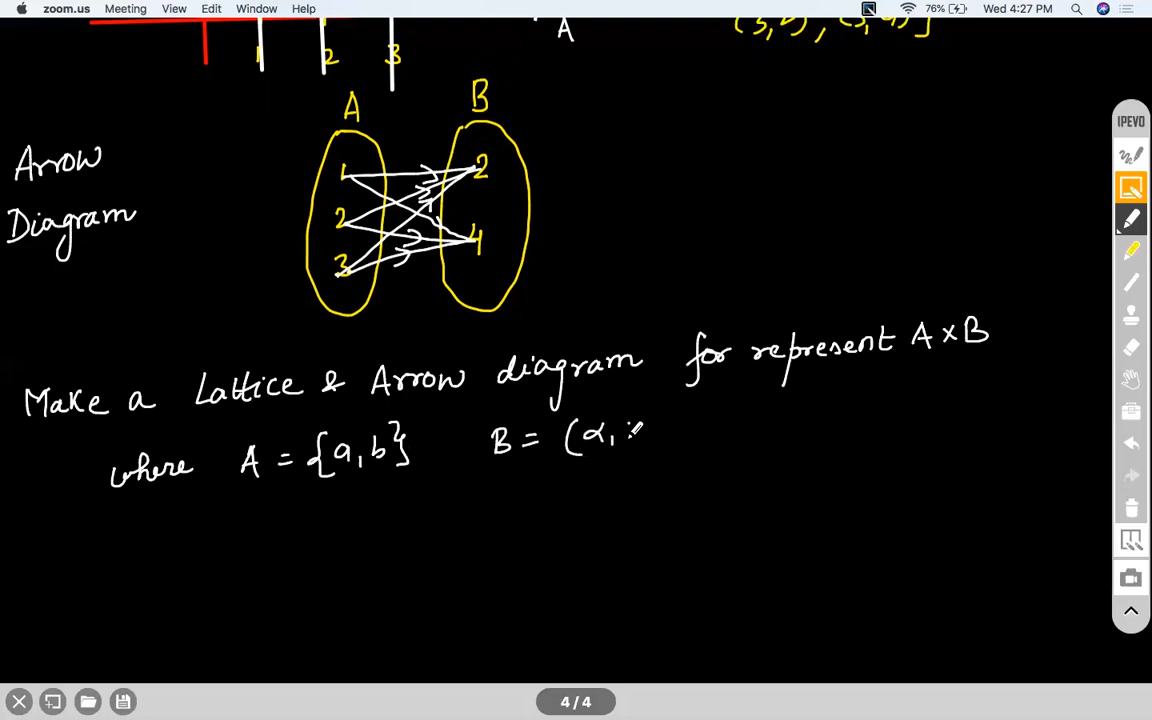 zoom.us Meeting View Edit Window Help 76% Wed 4:27 PM
1 2 3 A
A B
IPEVO
Arrow
Diagram
1 2
2 4
3
Make a Lattice & Arrow diagram for represent A×B
where A = {a, b} B = (α,
4/4